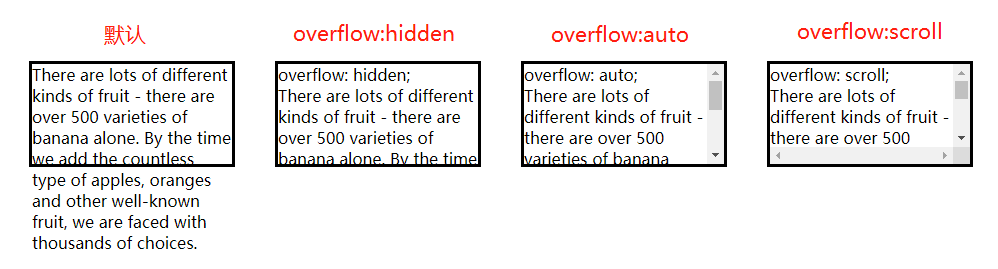 默认
There are lots of different
kinds of fruit - there are
over 500 varieties of
banana alone. By the time
we add the countless
type of apples, oranges
and other well-known
fruit, we are faced with
thousands of choices.
overflow:hidden
overflow: hidden;
There are lots of different
kinds of fruit - there are
over 500 varieties of
banana alone. By the time
overflow:auto
overflow: auto;
There are lots of
different kinds of fruit -
there are over 500
varieties of banana
overflow:scroll
overflow: scroll;
There are lots of
different kinds of fruit -
there are over 500